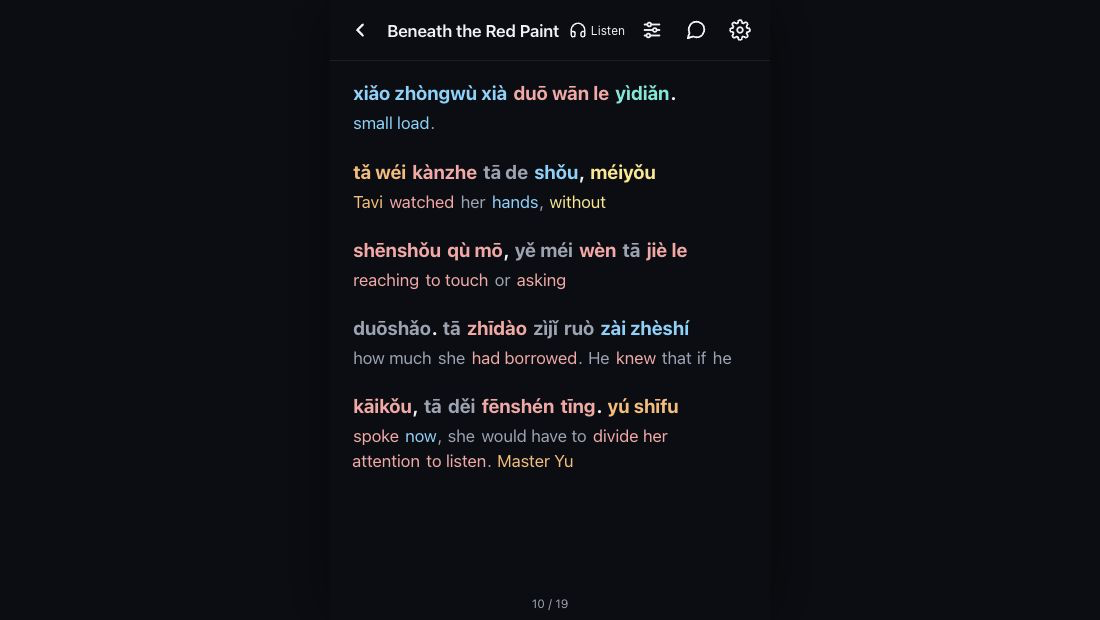 Beneath the Red Paint Listen
xiǎo zhòngwù xià duō wān le yìdiǎn.
small load.
tǎ wéi kànzhe tā de shǒu, méiyǒu
Tavi watched her hands, without
shēnshǒu qù mō, yě méi wèn tā jiè le
reaching to touch or asking
duōshǎo. tā zhīdào zìjǐ ruò zài zhèshí
how much she had borrowed. He knew that if he
kāikǒu, tā děi fēnshén tīng. yú shīfu
spoke now, she would have to divide her
attention to listen. Master Yu
10 / 19